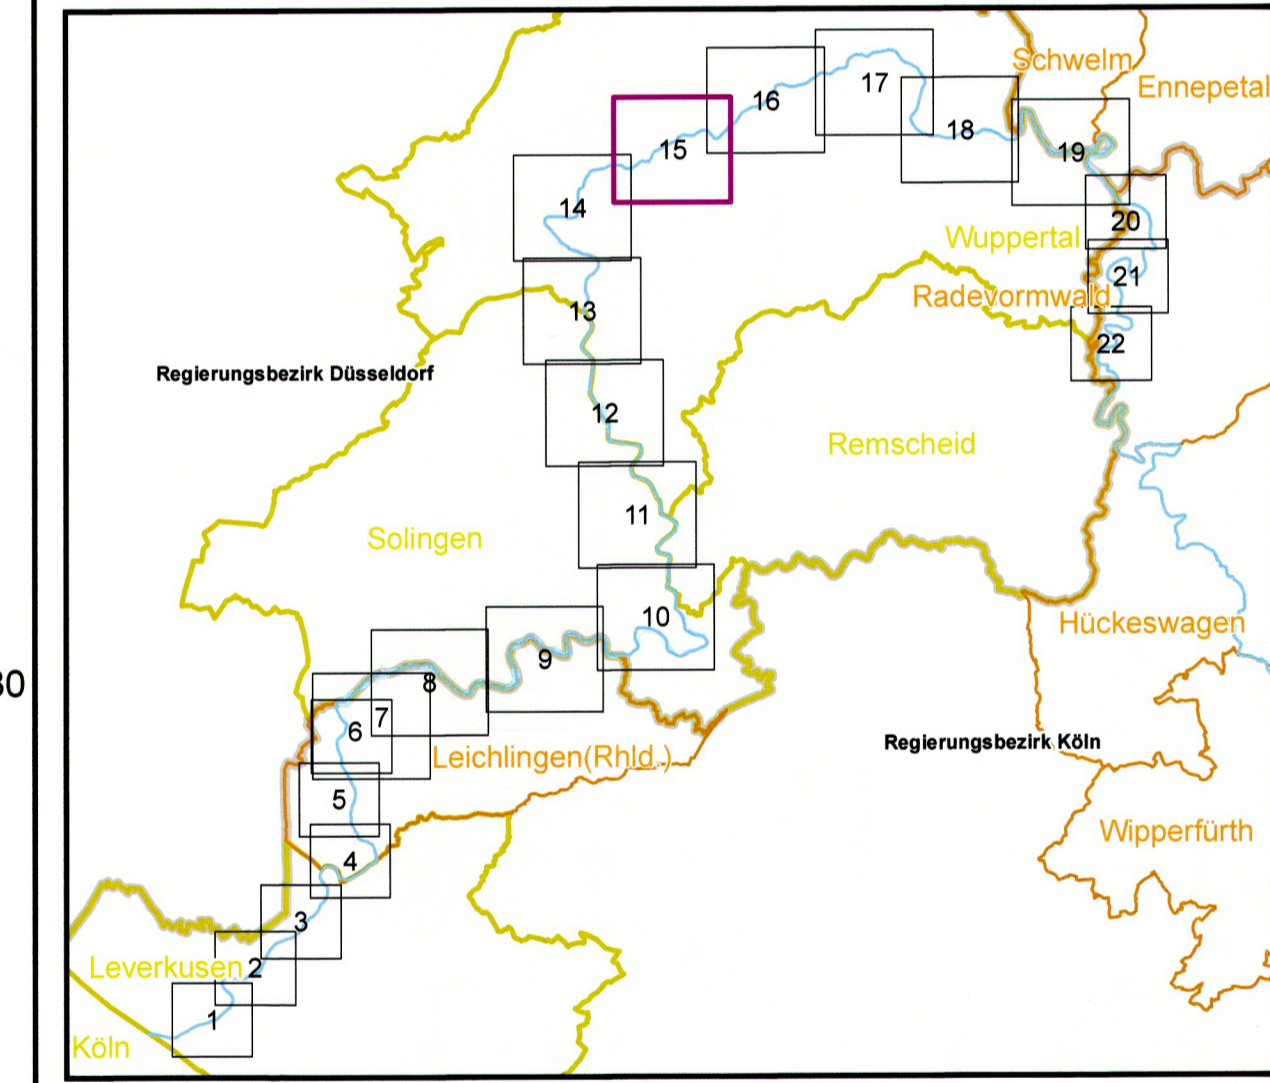 Schwelm
Ennepetal
17
16
18
15
19
14
20
Wuppertal
21
Radevormwald
13
22
Regierungsbezirk Düsseldorf
12
Remscheid
11
Solingen
10
Hückeswagen
9
8
7
6
Regierungsbezirk Köln
Leichlingen(Rhld.)
5
Wipperfürth
4
3
Leverkusen
2
1
Köln